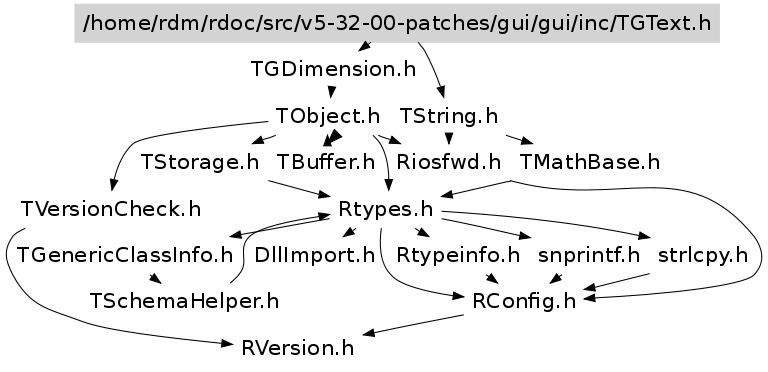 /home/rdm/rdoc/src/v5-32-00-patches/gui/gui/inc/TGText.h
TGDimension.h
TObject.h TString.h
TStorage.h TBuffer.h Riosfwd.h TMathBase.h
TVersionCheck.h Rtypes.h
TGenericClassInfo.h DllImport.h Rtypeinfo.h snprintf.h strlcpy.h
TSchemaHelper.h RConfig.h
RVersion.h